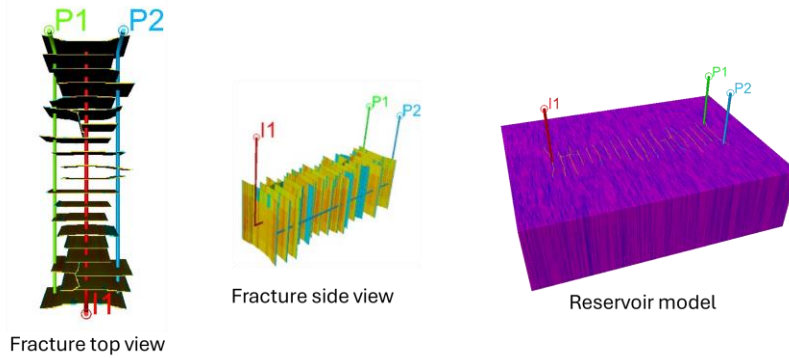 P1
P2
I1
Fracture top view
I1
P1
P2
Fracture side view
I1
P1
P2
Reservoir model